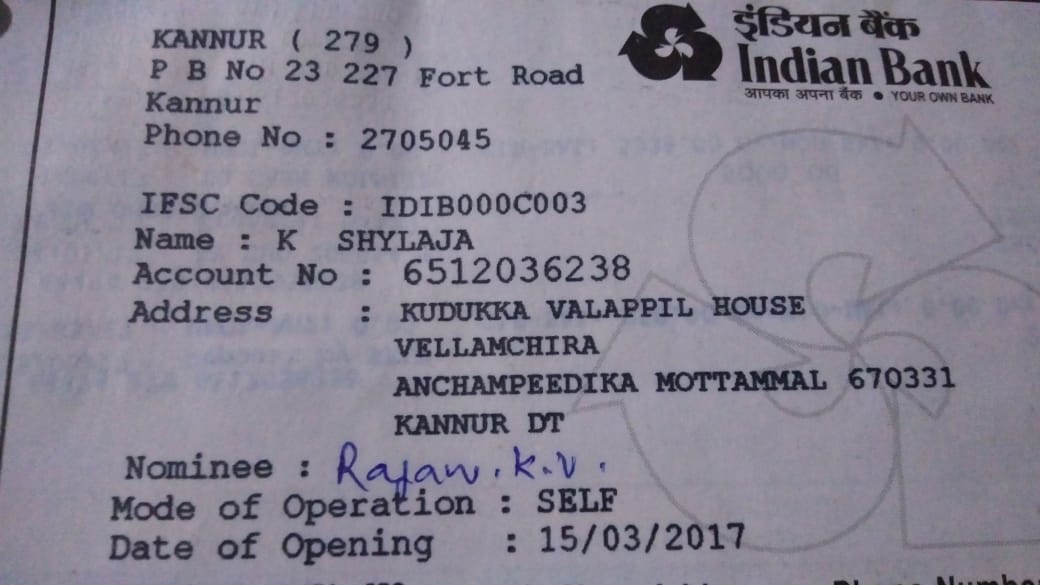 KANNUR ( 279 )
P B No 23 227 Fort Road
Kannur
Phone No : 2705045
इंडियन बैंक
Indian Bank
आपका अपना बैंक ● YOUR OWN BANK
IFSC Code : IDIB000C003
Name : K SHYLAJA
Account No : 6512036238
Address : KUDUKKA VALAPPIL HOUSE
VELLAMCHIRA
ANCHAMPEEDIKA MOTTAMMAL 670331
KANNUR DT
Nominee : Rajan. K.V.
Mode of Operation : SELF
Date of Opening : 15/03/2017